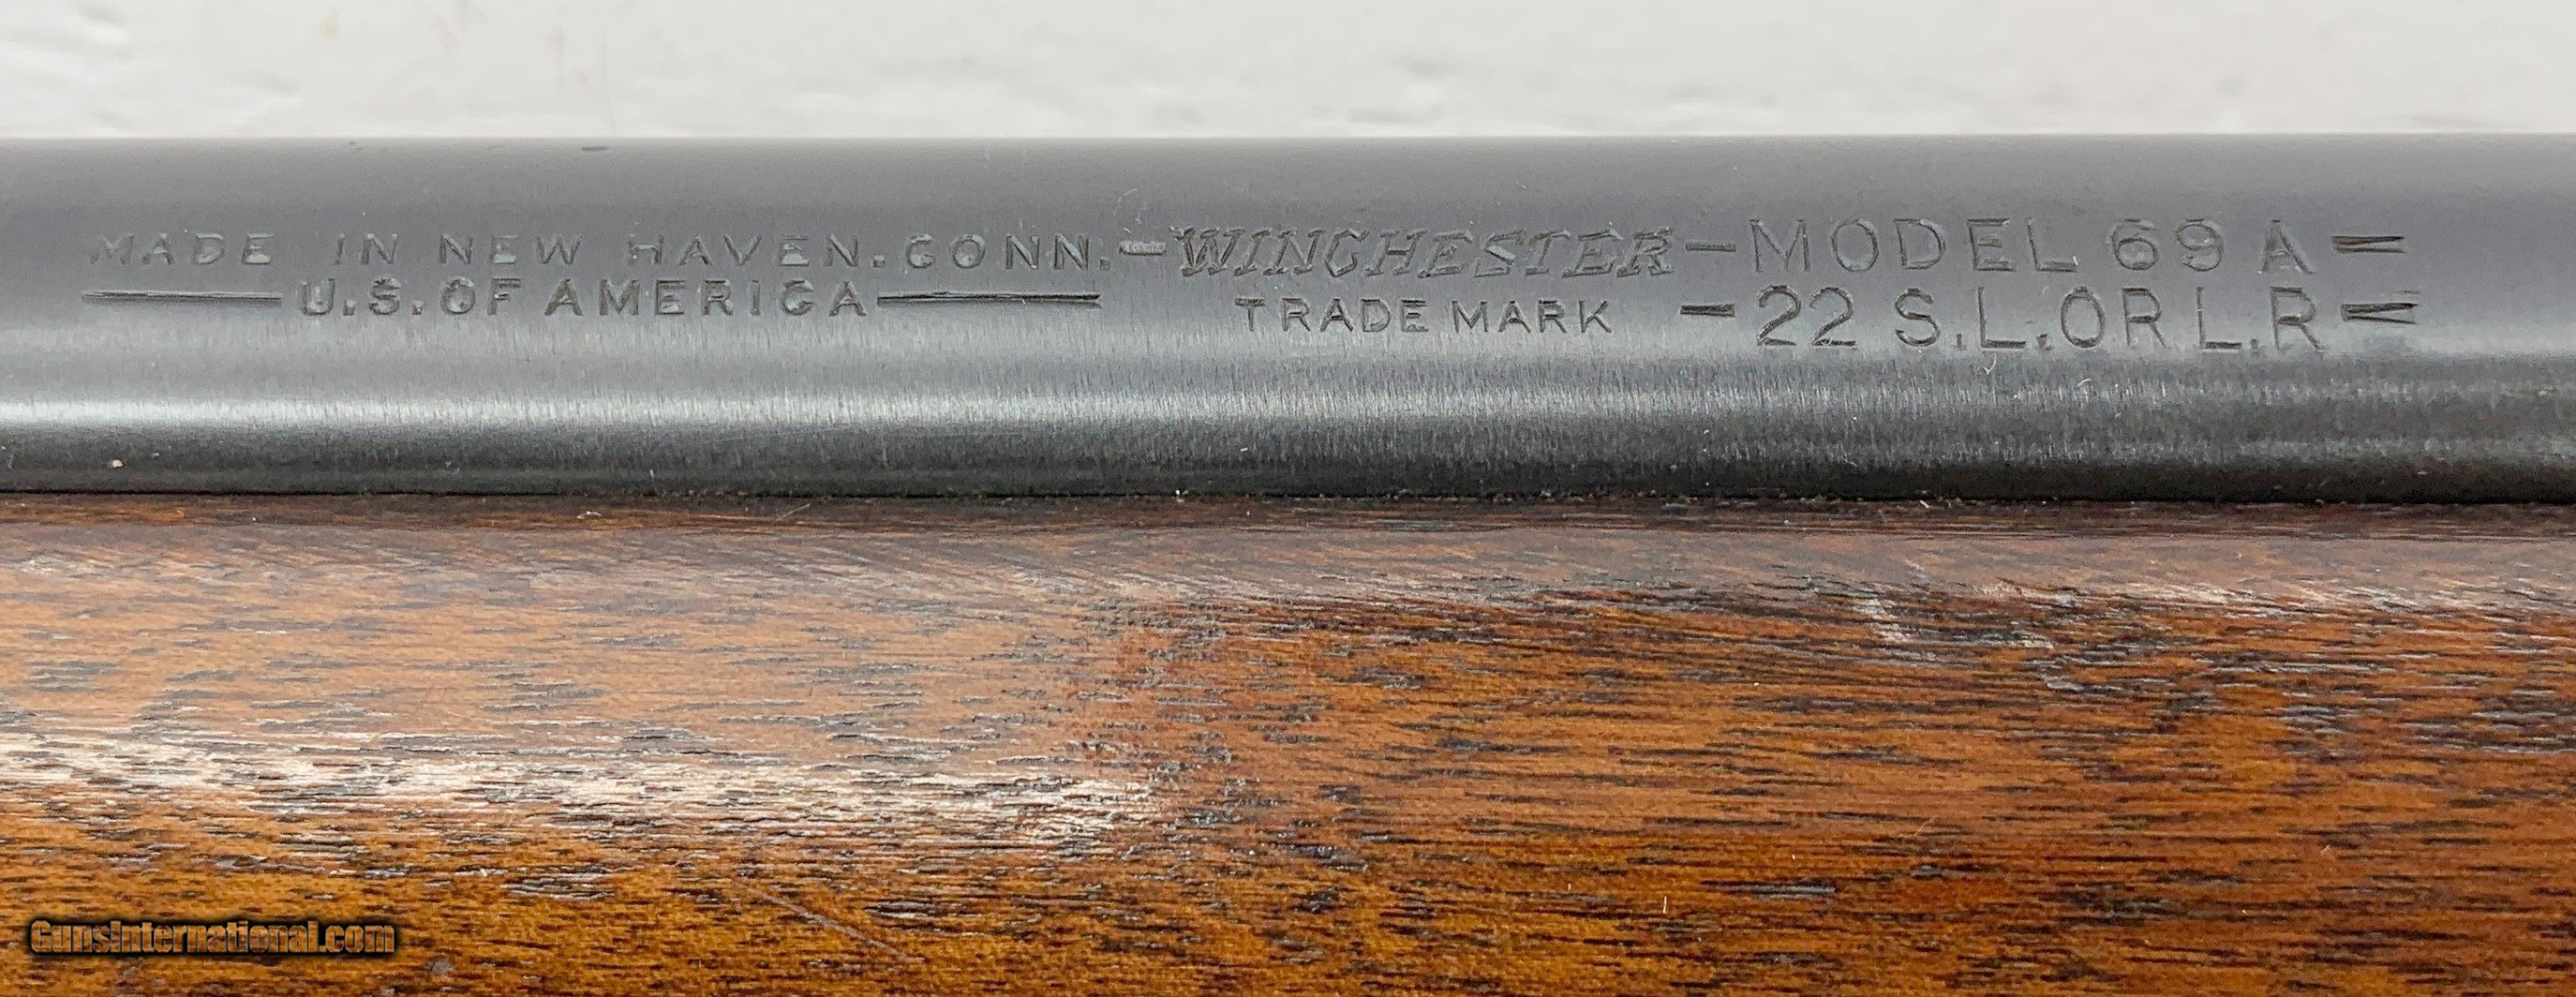 MADE IN NEW HAVEN. CONN.-WINCHESTER-MODEL 69 A-
U.S. OF AMERICA TRADE MARK -22 S.L. OR L.R-
GunsInternational.com